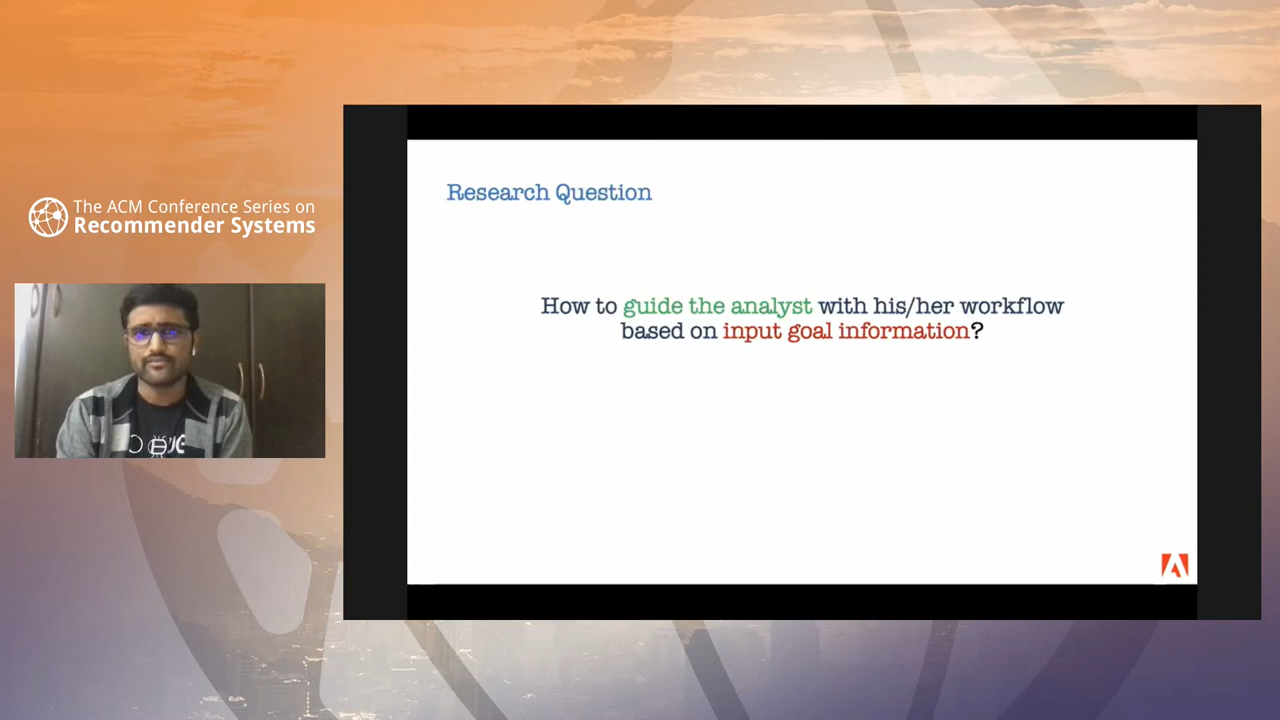 The ACM Conference Series on
Recommender Systems
Research Question
How to guide the analyst with his/her workflow
based on input goal information?